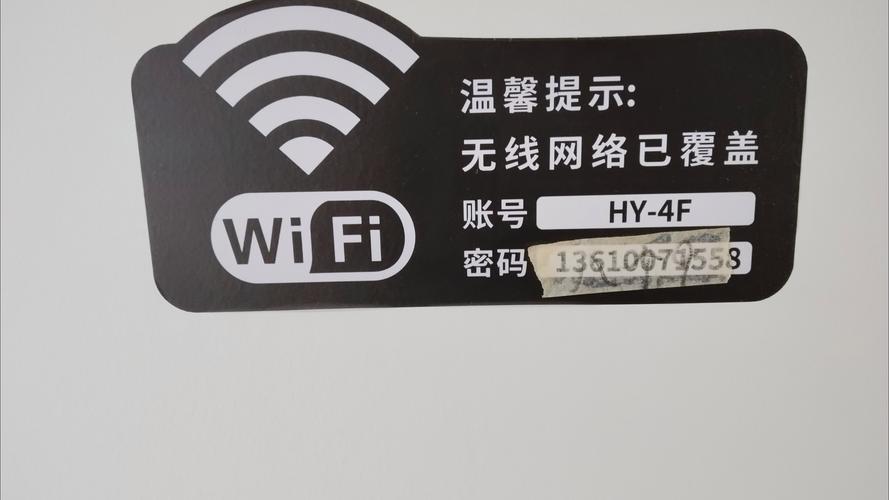 温馨提示:
无线网络已覆盖
WiFi
账号 HY-4F
密码 13610079558